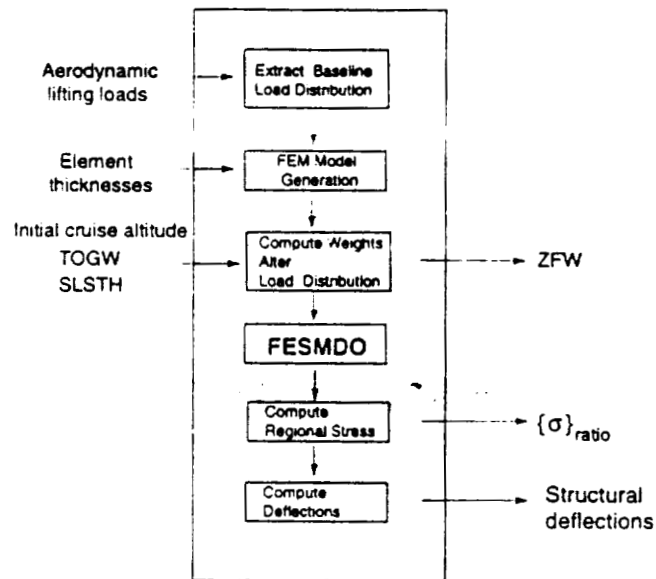 Aerodynamic
lifting loads
Extract Baseline
Load Distribution
Element
thicknesses
FEM Model
Generation
Initial cruise altitude
TOGW
SLSTH
Compute Weights
Alter
Load Distribution
ZFW
FESMDO
Compute
Regional Stress
{σ}ratio
Compute
Deflections
Structural
deflections